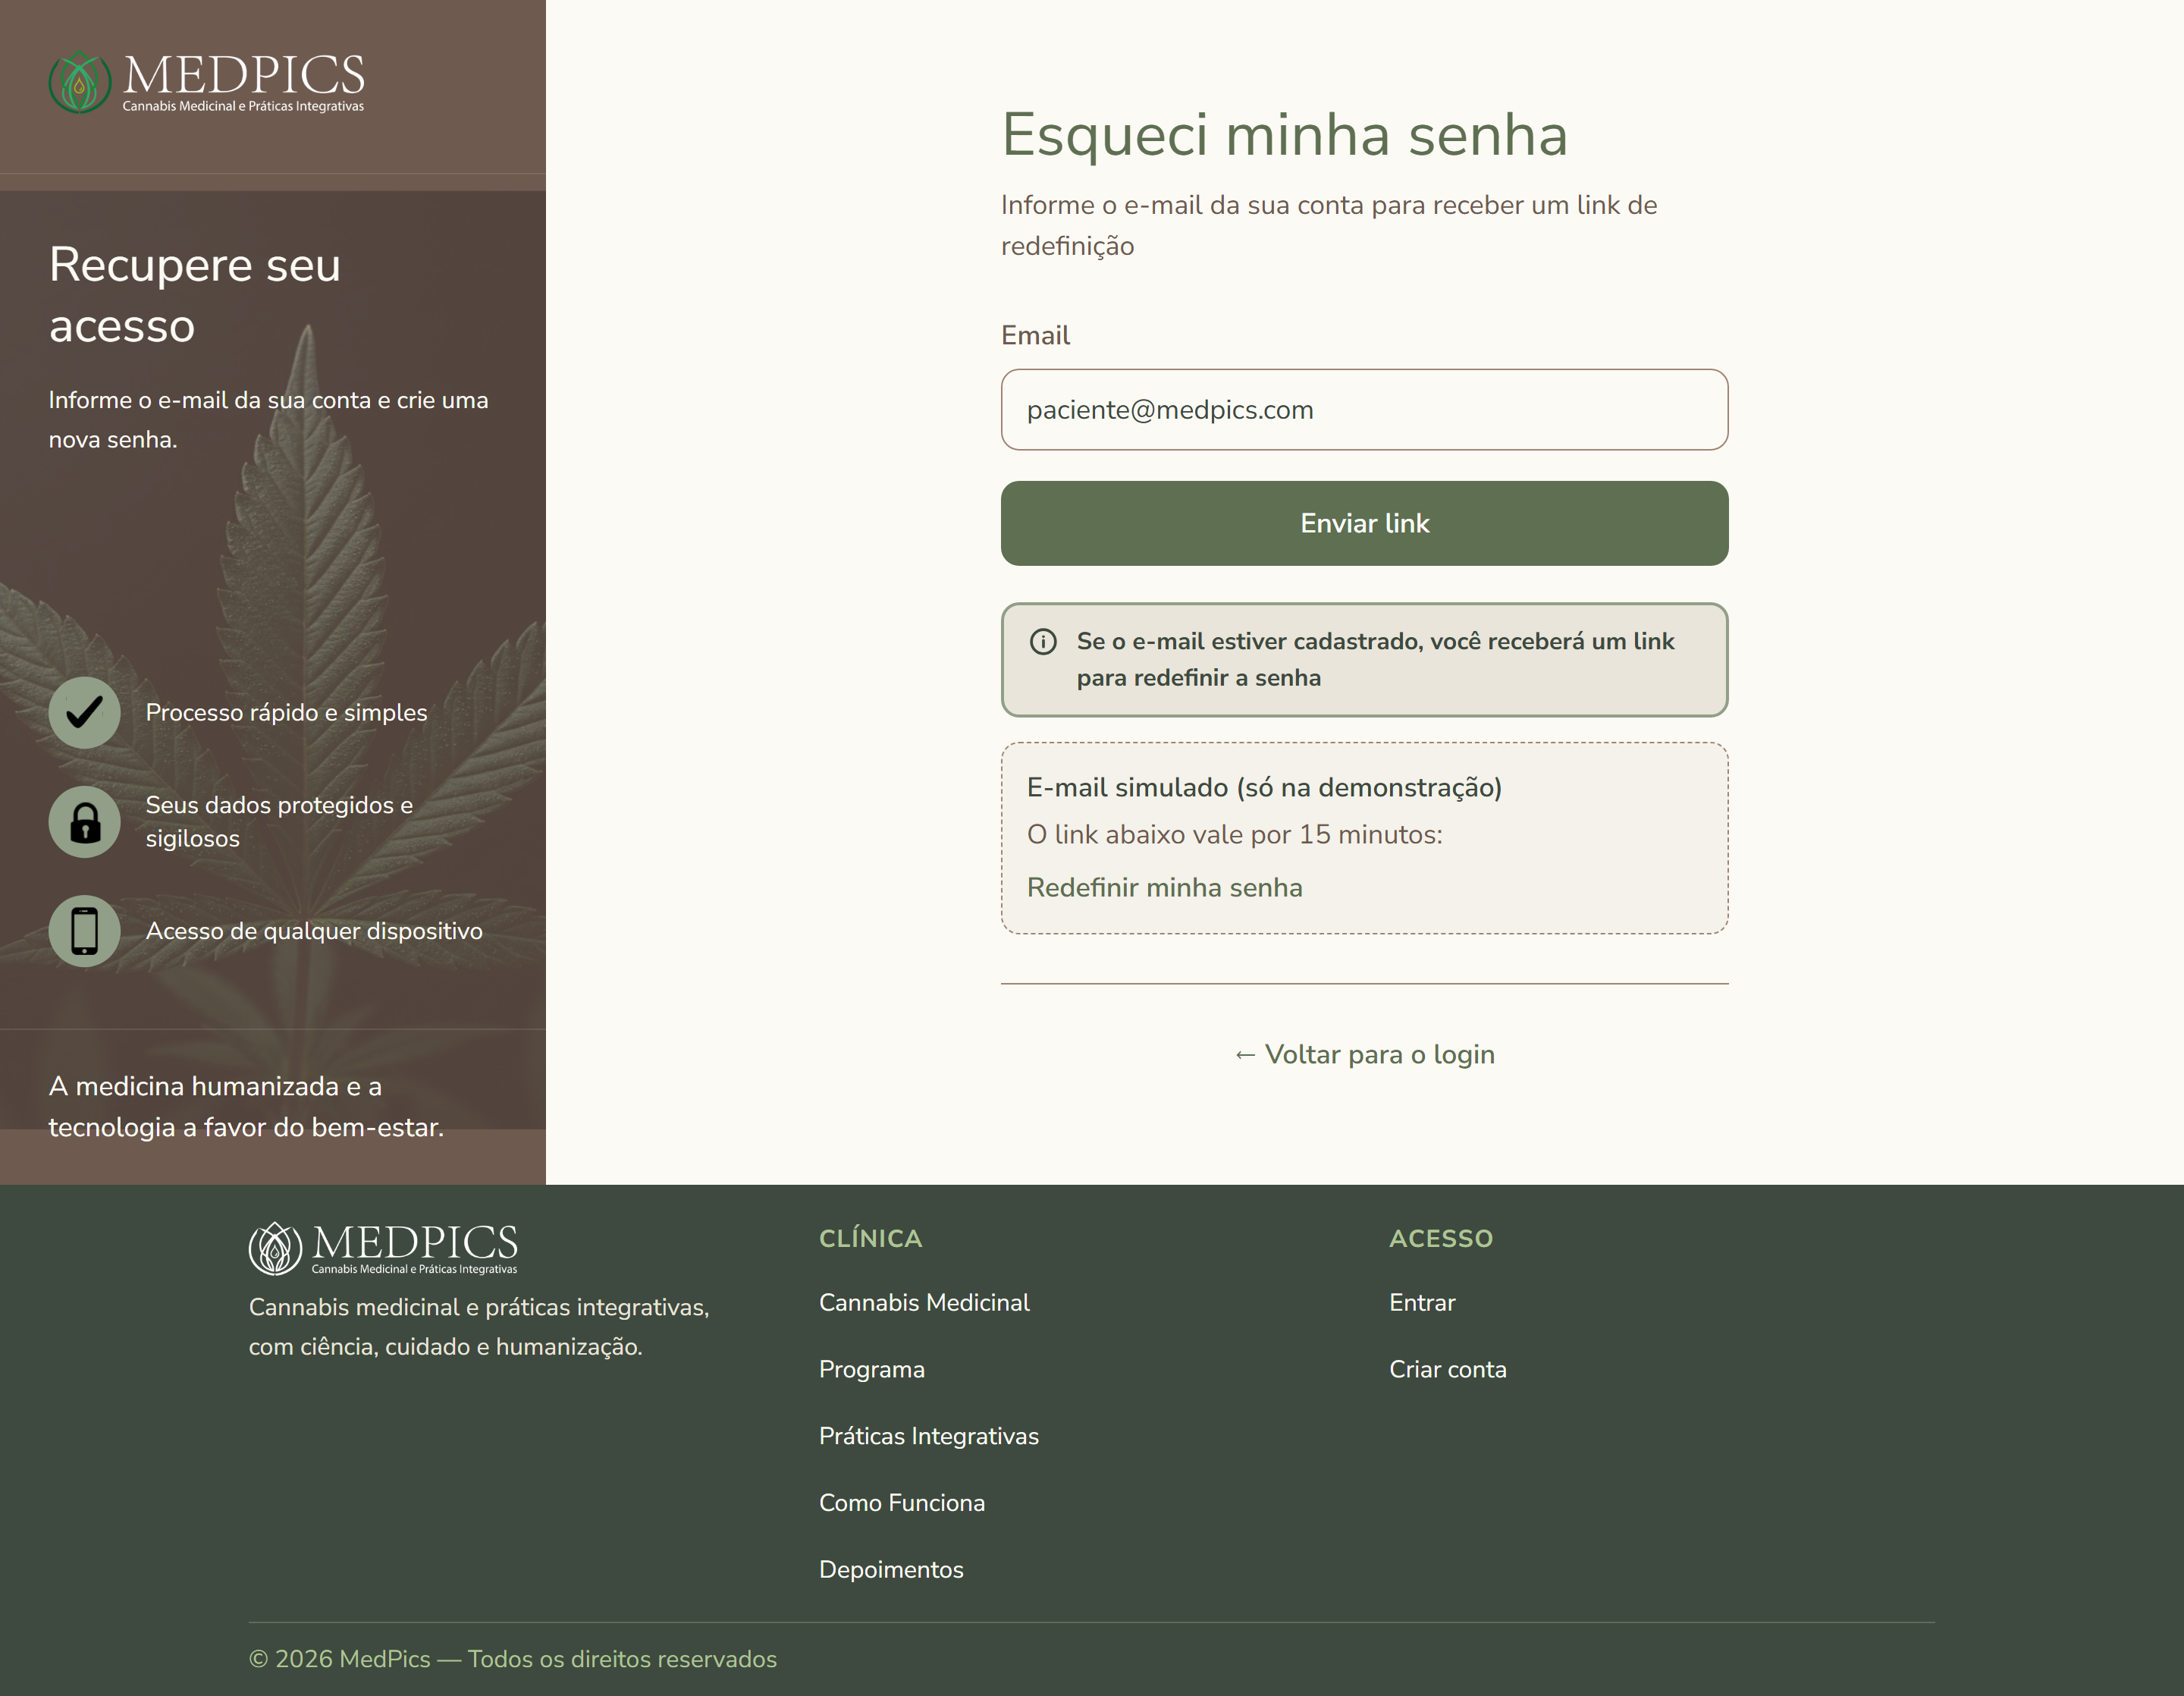 MEDPICS
Cannabis Medicinal e Práticas Integrativas
Recupere seu
acesso
Informe o e-mail da sua conta e crie uma
nova senha.
Processo rápido e simples
Seus dados protegidos e
sigilosos
Acesso de qualquer dispositivo
A medicina humanizada e a
tecnologia a favor do bem-estar.
Esqueci minha senha
Informe o e-mail da sua conta para receber um link de
redefinição
Email
paciente@medpics.com
Enviar link
Se o e-mail estiver cadastrado, você receberá um link
para redefinir a senha
E-mail simulado (só na demonstração)
O link abaixo vale por 15 minutos:
Redefinir minha senha
← Voltar para o login
MEDPICS
Cannabis Medicinal e Práticas Integrativas
Cannabis medicinal e práticas integrativas,
com ciência, cuidado e humanização.
CLÍNICA
Cannabis Medicinal
Programa
Práticas Integrativas
Como Funciona
Depoimentos
ACESSO
Entrar
Criar conta
© 2026 MedPics — Todos os direitos reservados